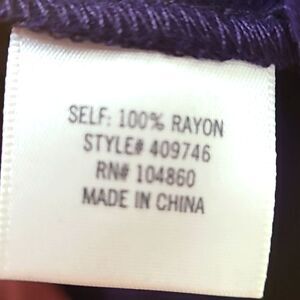 SELF: 100% RAYON
STYLE# 409746
RN# 104860
MADE IN CHINA